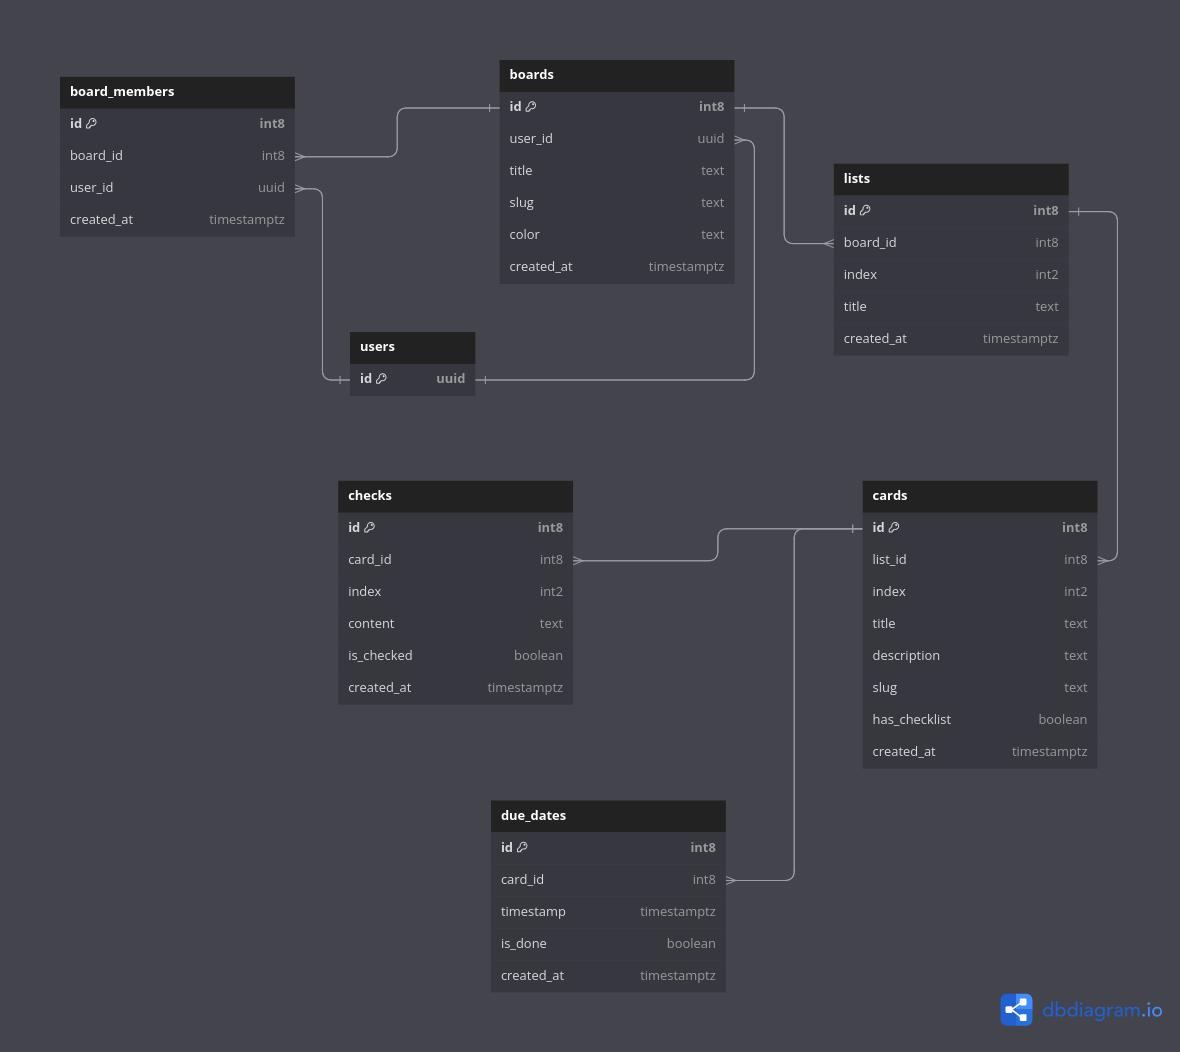 board_members
id int8
board_id int8
user_id uuid
created_at timestamptz
boards
id int8
user_id uuid
title text
slug text
color text
created_at timestamptz
lists
id int8
board_id int8
index int2
title text
created_at timestamptz
users
id uuid
checks
id int8
card_id int8
index int2
content text
is_checked boolean
created_at timestamptz
cards
id int8
list_id int8
index int2
title text
description text
slug text
has_checklist boolean
created_at timestamptz
due_dates
id int8
card_id int8
timestamp timestamptz
is_done boolean
created_at timestamptz
dbdiagram.io